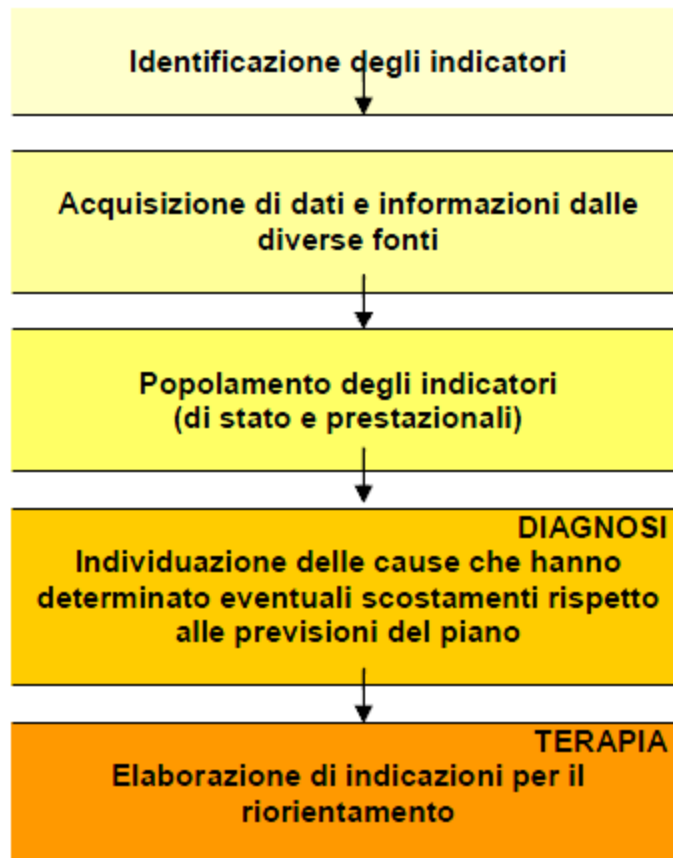 Identificazione degli indicatori
Acquisizione di dati e informazioni dalle
diverse fonti
Popolamento degli indicatori
(di stato e prestazionali)
DIAGNOSI
Individuazione delle cause che hanno
determinato eventuali scostamenti rispetto
alle previsioni del piano
TERAPIA
Elaborazione di indicazioni per il
riorientamento